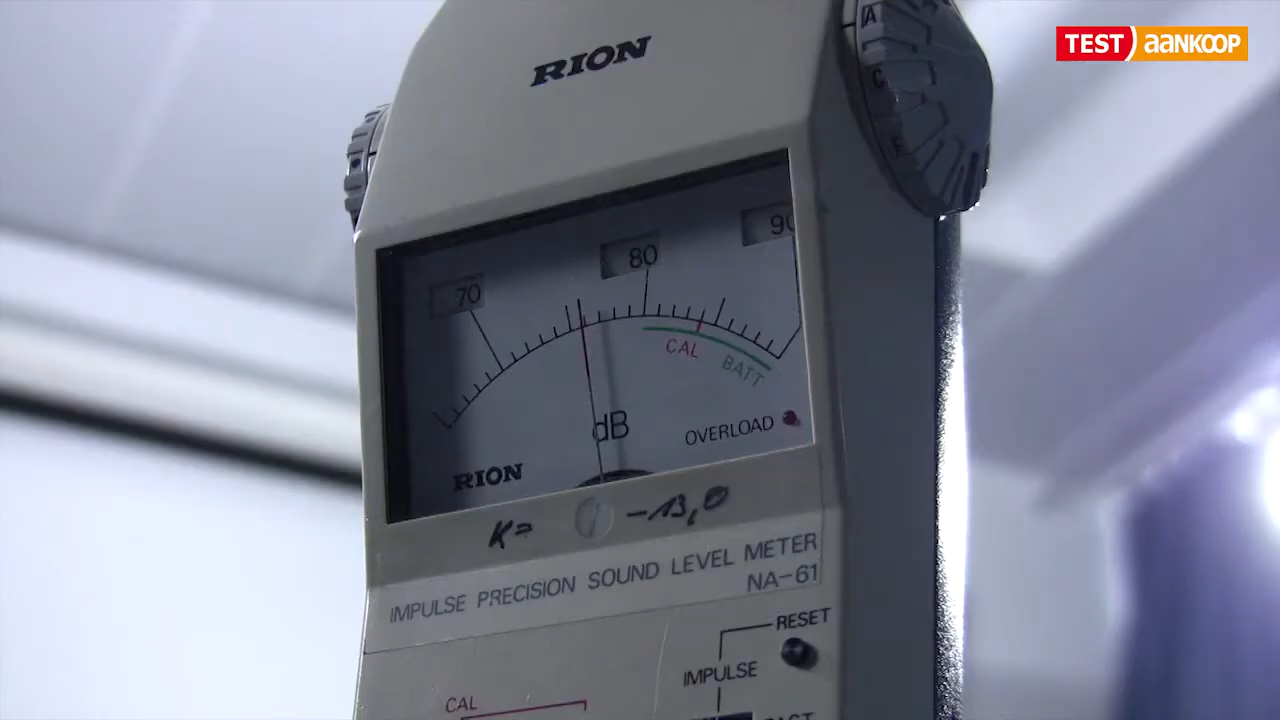 TEST) aankoop
RION
A
C
70
80
90
CAL
BATT
dB
OVERLOAD
RION
K= -13,0
IMPULSE PRECISION SOUND LEVEL METER
NA-61
RESET
IMPULSE
CAL